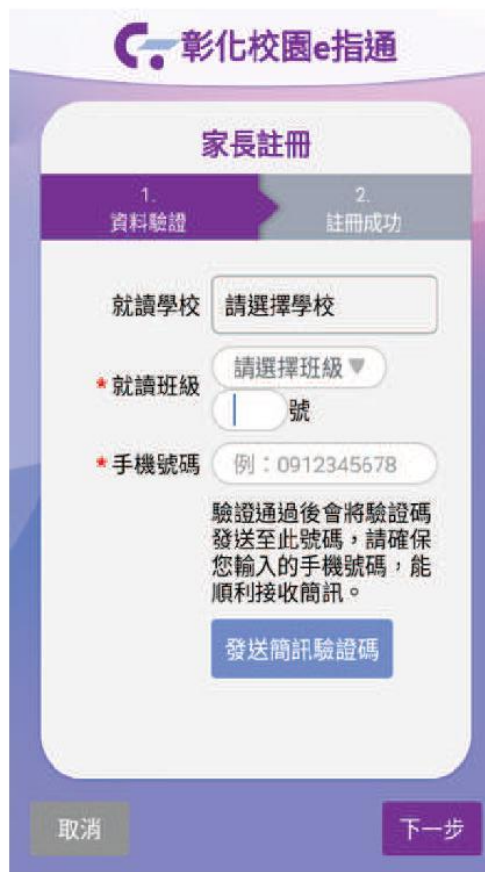 彰化校園e指通
家長註冊
1.
資料驗證
2.
註冊成功
就讀學校 請選擇學校
*就讀班級 請選擇班級▼
號
*手機號碼 例：0912345678
驗證通過後會將驗證碼
發送至此號碼，請確保
您輸入的手機號碼，能
順利接收簡訊。
發送簡訊驗證碼
取消 下一步